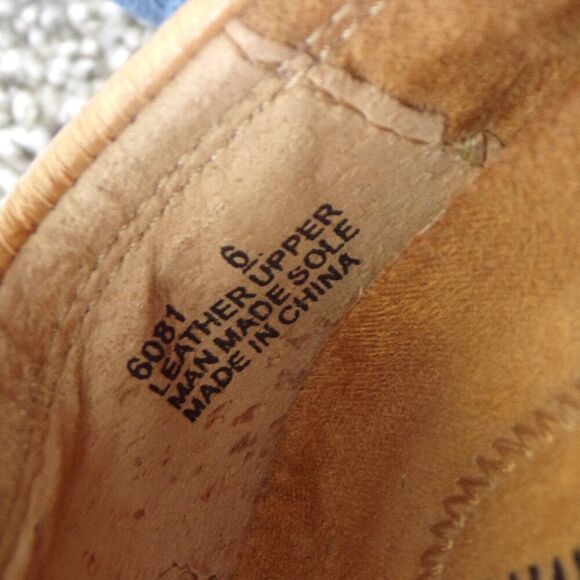 6081 6
LEATHER UPPER
MAN MADE SOLE
MADE IN CHINA